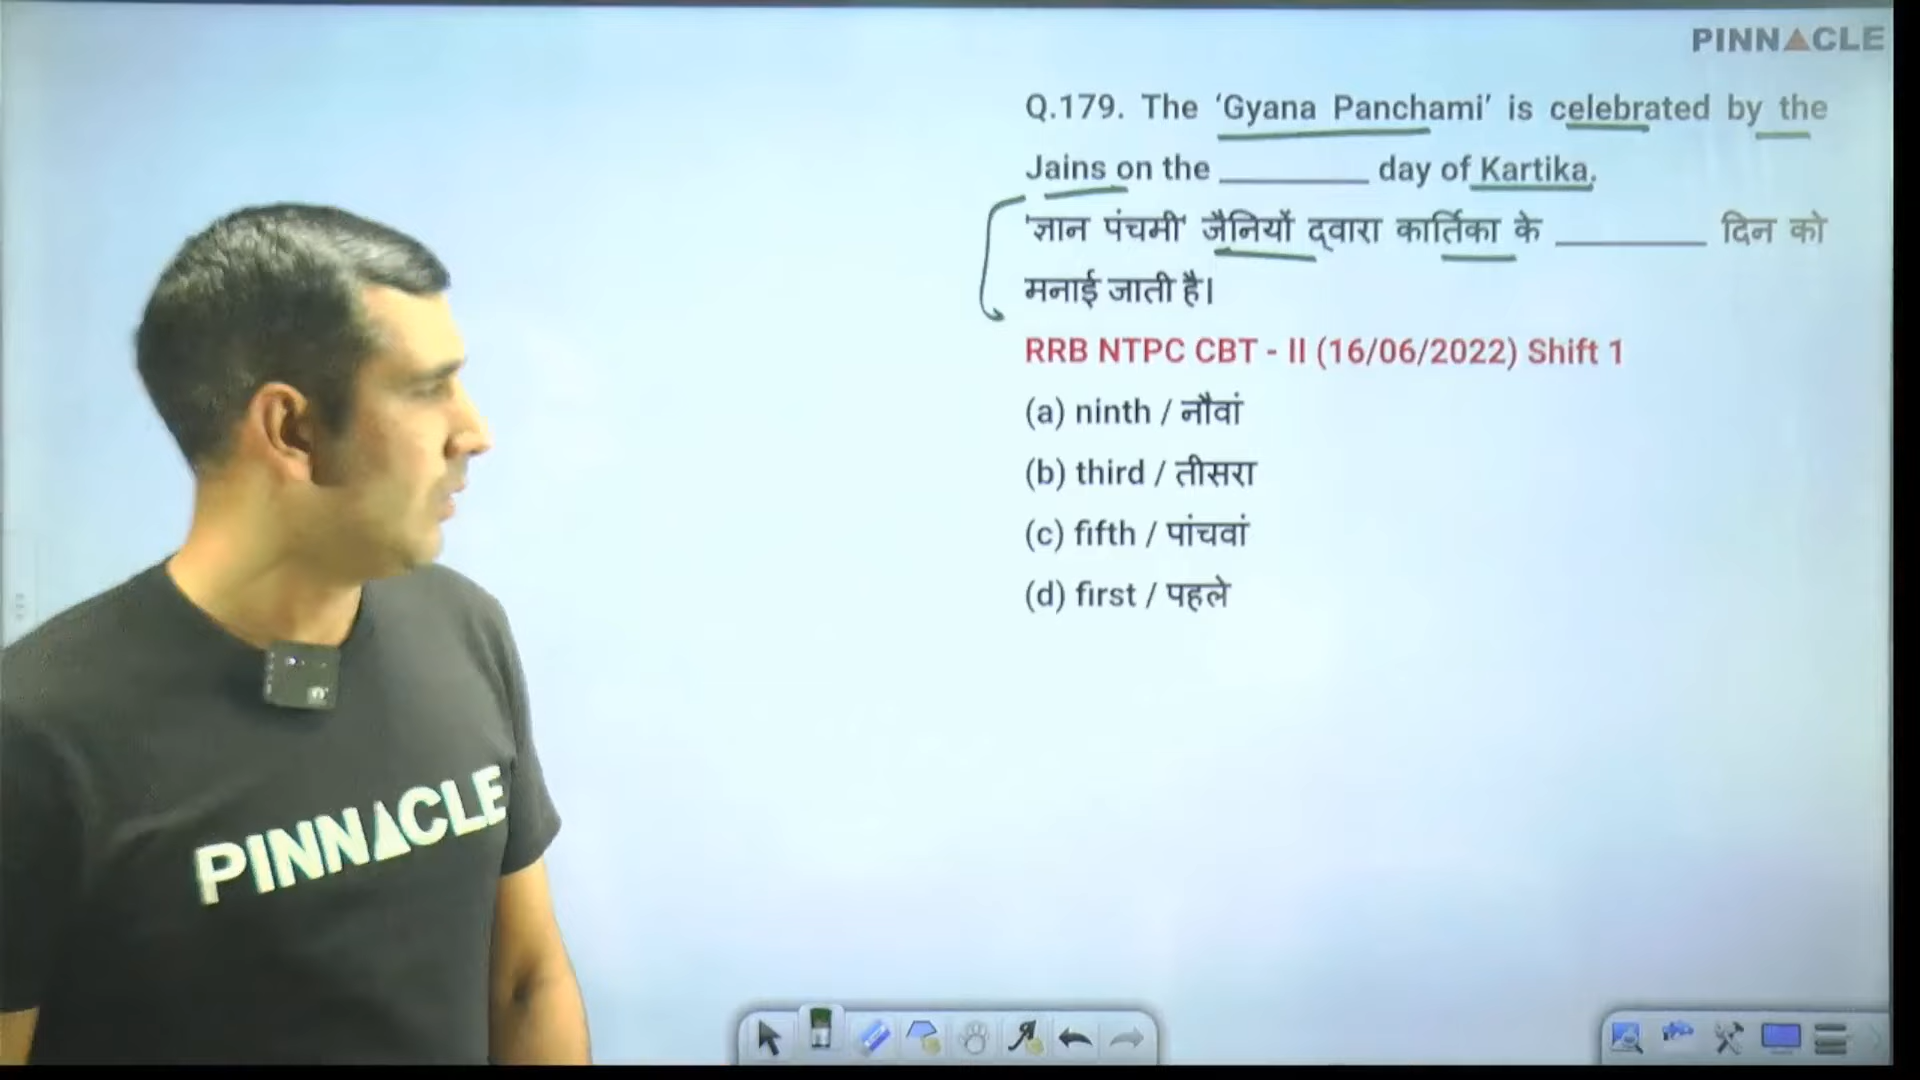 PINNACLE
Q.179. The ‘Gyana Panchami’ is celebrated by the
Jains on the ________ day of Kartika.
'ज्ञान पंचमी' जैनियों द्वारा कार्तिका के ________ दिन को
मनाई जाती है।
RRB NTPC CBT - II (16/06/2022) Shift 1
(a) ninth / नौवां
(b) third / तीसरा
(c) fifth / पांचवां
(d) first / पहले
PINNACLE